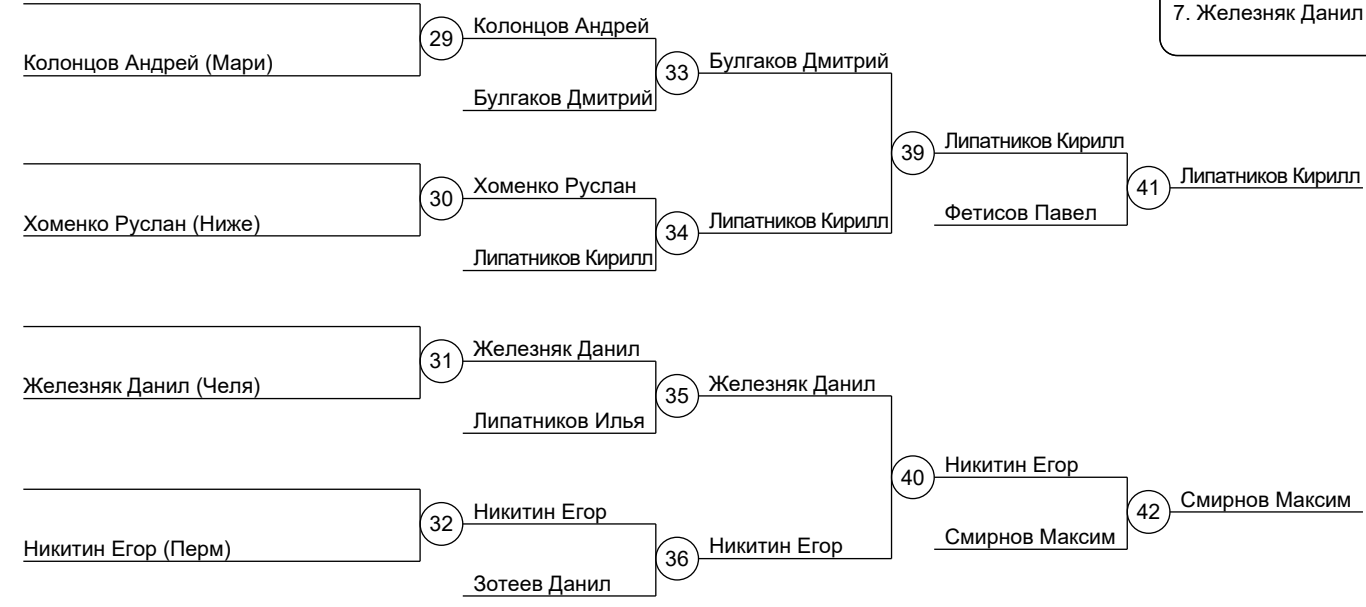 7. Железняк Данил
29
Колонцов Андрей
Колонцов Андрей (Мари)
33
Булгаков Дмитрий
Булгаков Дмитрий
39
Липатников Кирилл
30
Хоменко Руслан
41
Липатников Кирилл
Хоменко Руслан (Ниже)
34
Липатников Кирилл
Фетисов Павел
Липатников Кирилл
31
Железняк Данил
Железняк Данил (Челя)
35
Железняк Данил
Липатников Илья
40
Никитин Егор
32
Никитин Егор
42
Смирнов Максим
Никитин Егор (Перм)
36
Никитин Егор
Смирнов Максим
Зотеев Данил